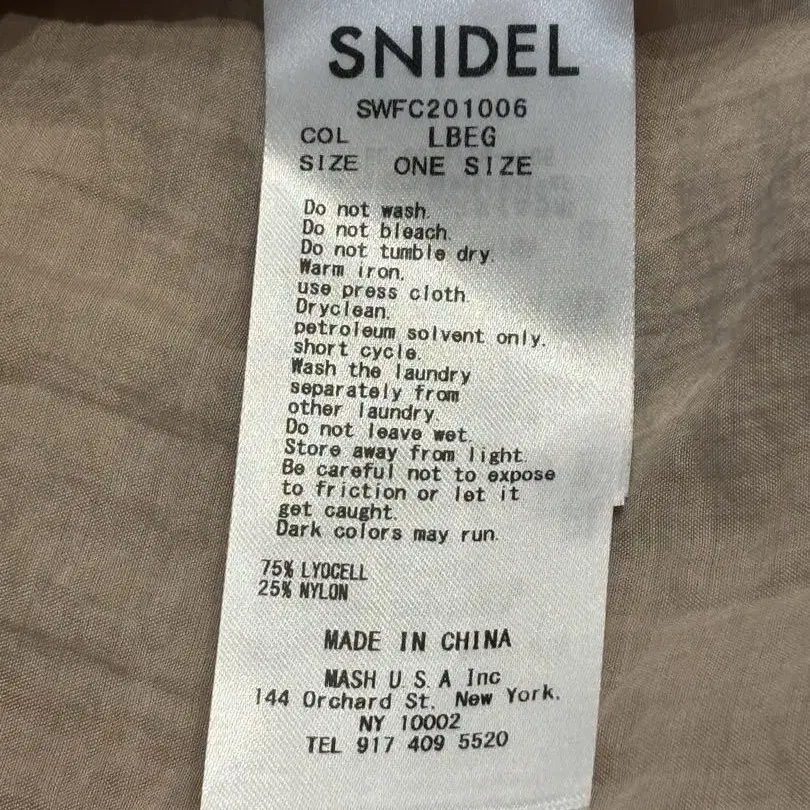 SNIDEL
SWFC201006
COL LBEG
SIZE ONE SIZE
Do not wash.
Do not bleach.
Do not tumble dry.
Warm iron.
use press cloth
Dryclean.
petroleum solvent only.
short cycle.
Wash the laundry
separately from
other laundry.
Do not leave wet.
Store away from light.
Be careful not to expose
to friction or let it
get caught.
Dark colors may run.
75% LYOCELL
25% NYLON
MADE IN CHINA
MASH U.S.A Inc
144 Orchard St. New York.
NY 10002
TEL 917 409 5520